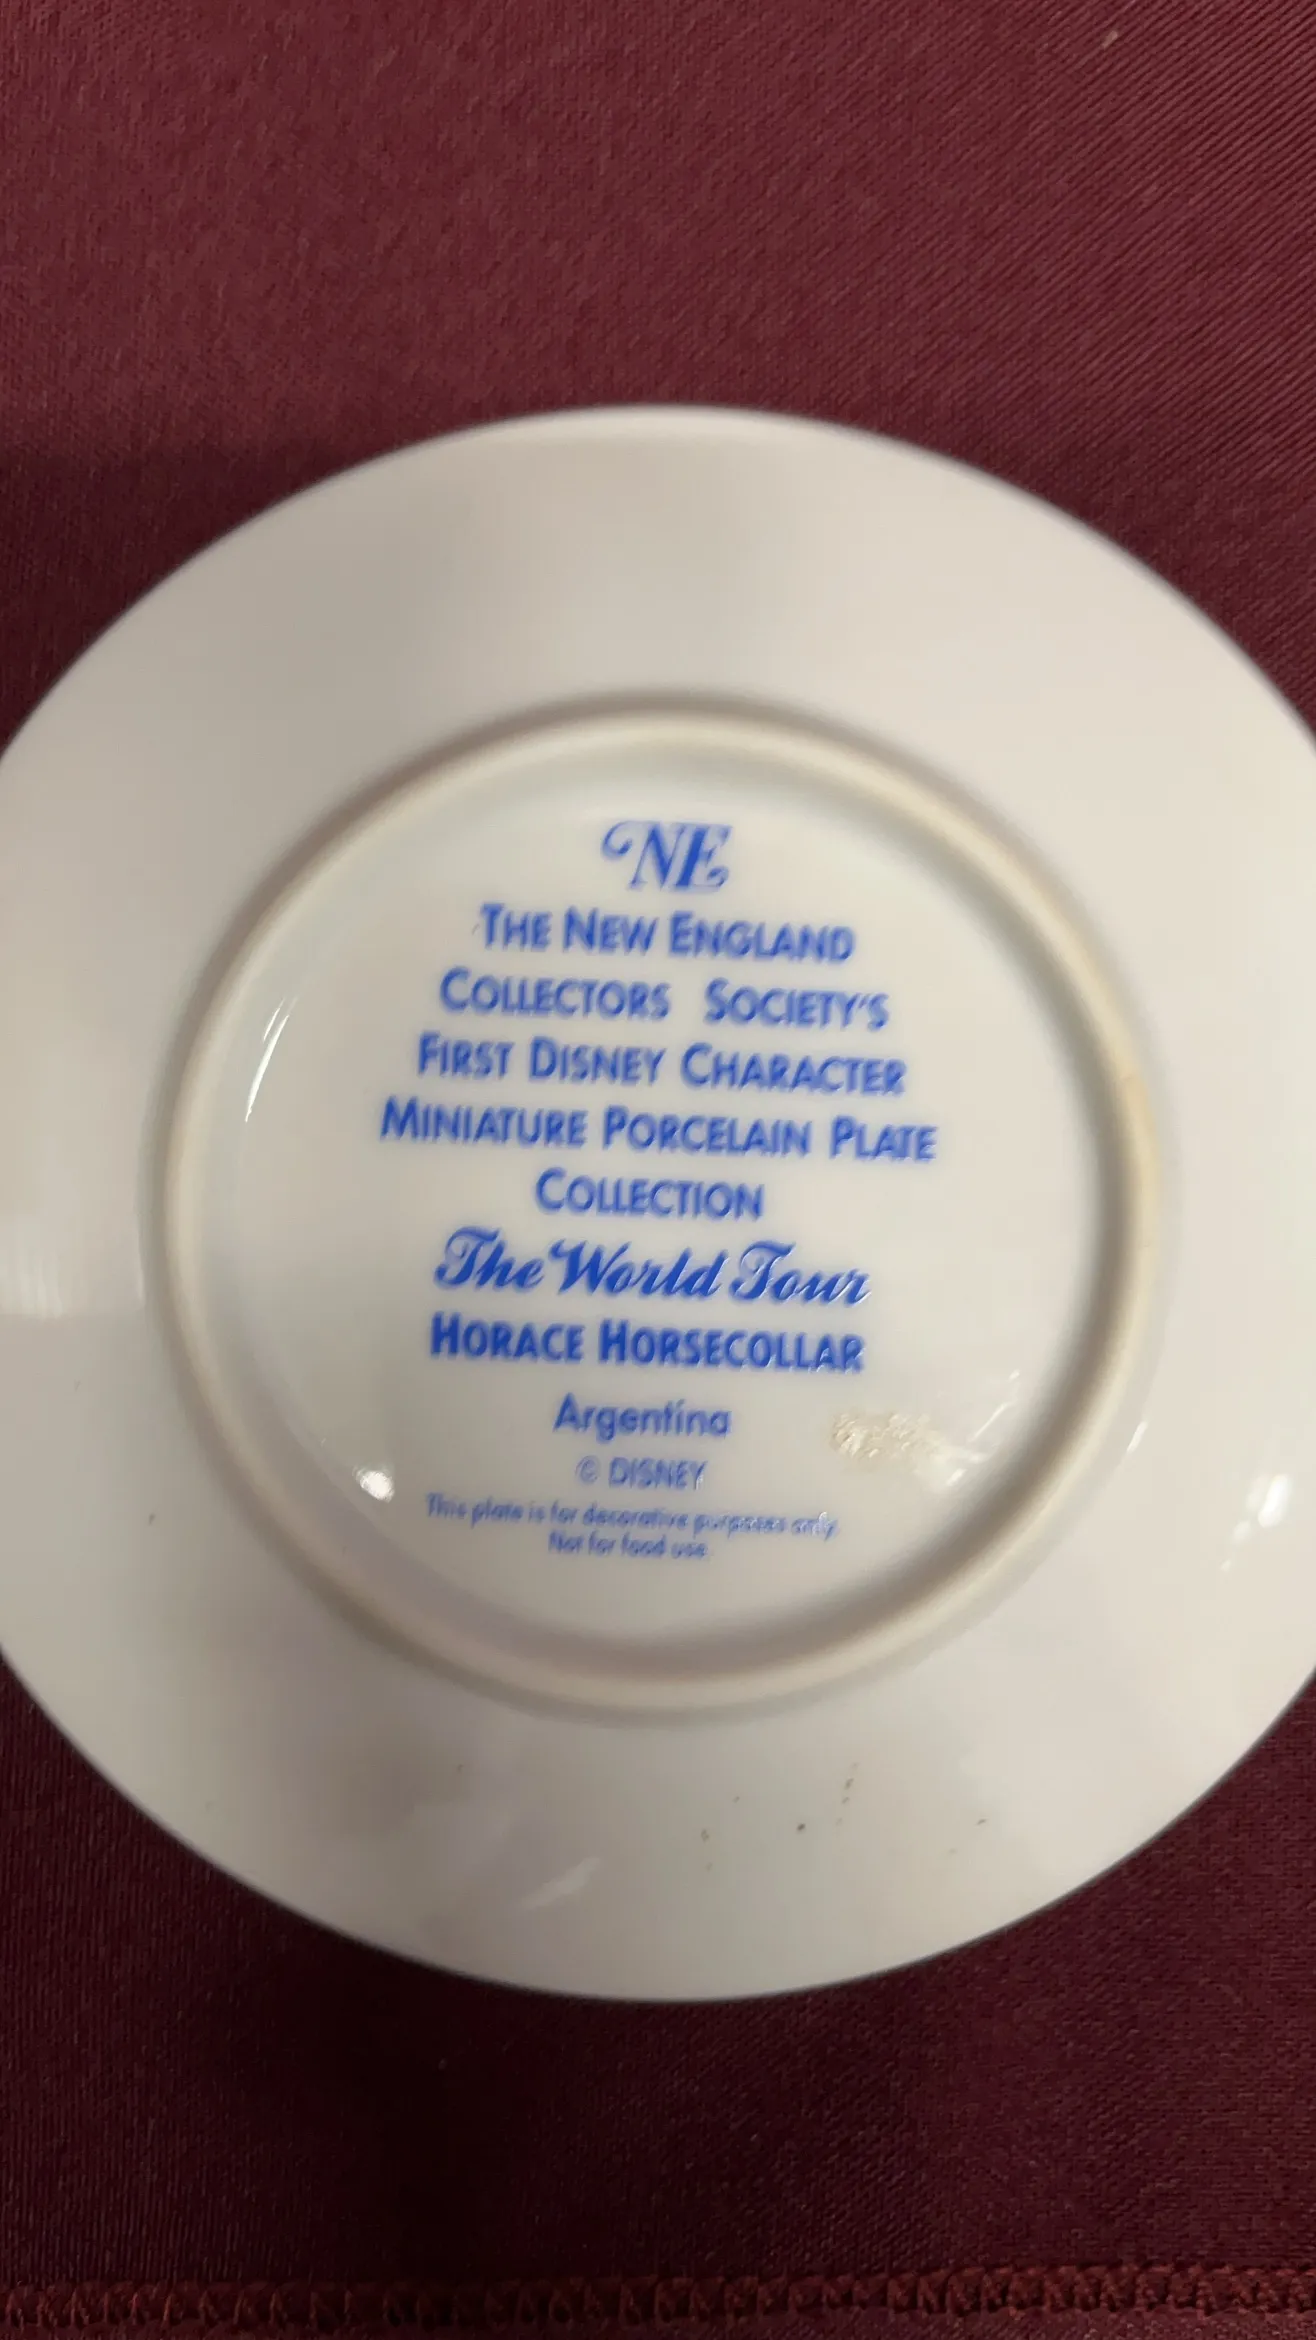 NE
THE NEW ENGLAND
COLLECTORS SOCIETY'S
FIRST DISNEY CHARACTER
MINIATURE PORCELAIN PLATE
COLLECTION
The World Tour
HORACE HORSECOLLAR
Argentina
© DISNEY
This plate is for decorative purposes only.
Not for food use.